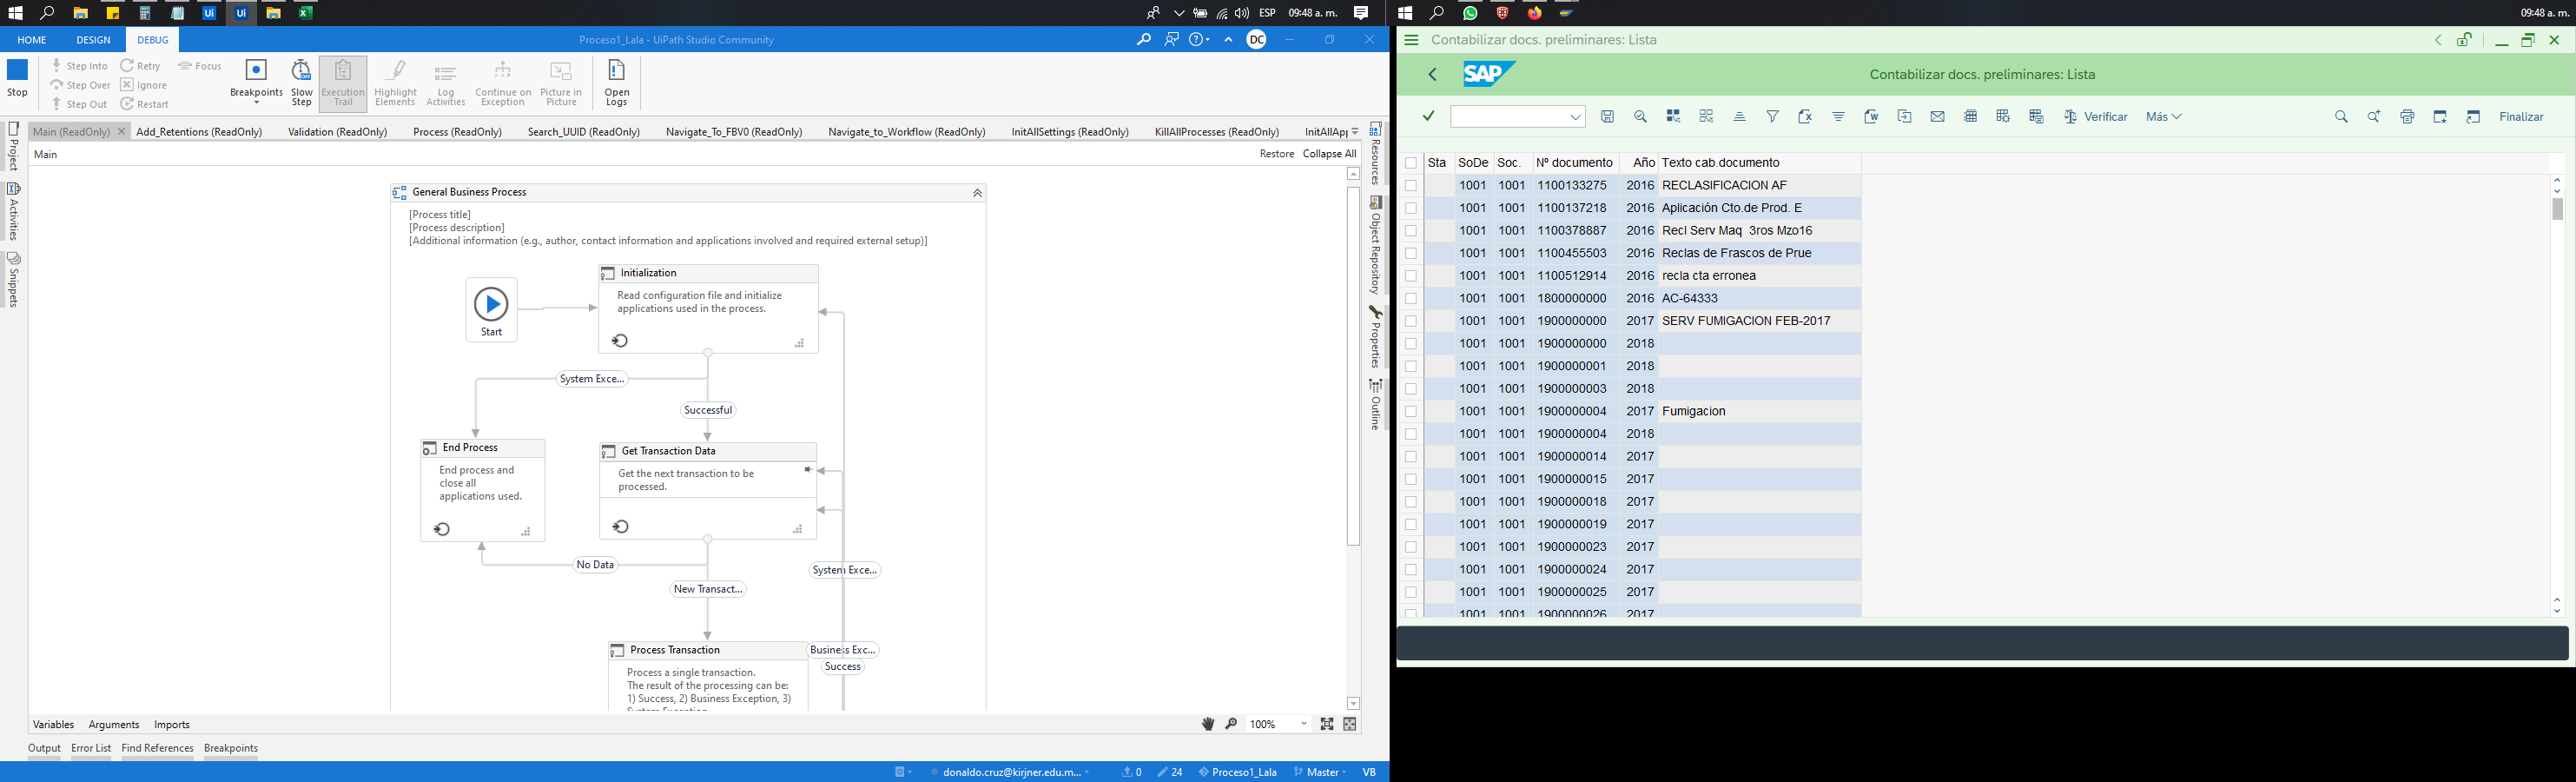 ESP 09:48 a. m.
09:48 a. m.
HOME DESIGN DEBUG
Proceso1_Lala - UiPath Studio Community
DC
Stop
Step Into
Step Over
Step Out
Retry
Ignore
Restart
Focus
Breakpoints
Slow Step
Execution Trail
Highlight Elements
Log Activities
Continue on Exception
Picture in Picture
Open Logs
Main (ReadOnly) Add_Retentions (ReadOnly) Validation (ReadOnly) Process (ReadOnly) Search_UUID (ReadOnly) Navigate_To_FBV0 (ReadOnly) Navigate_to_Workflow (ReadOnly) InitAllSettings (ReadOnly) KillAllProcesses (ReadOnly) InitAllApp
Main
Restore Collapse All
Project
Activities
Snippets
Resources
Object Repository
Properties
Outline
General Business Process
[Process title]
[Process description]
[Additional information (e.g., author, contact information and applications involved and required external setup)]
Start
Initialization
Read configuration file and initialize
applications used in the process.
System Exce...
Successful
End Process
End process and
close all
applications used.
Get Transaction Data
Get the next transaction to be
processed.
No Data
System Exce...
New Transact...
Process Transaction
Business Exc...
Success
Process a single transaction.
The result of the processing can be:
1) Success, 2) Business Exception, 3)
System Exception
Variables Arguments Imports
100%
Output Error List Find References Breakpoints
donaldo.cruz@kirjner.edu.m...
0 24 Proceso1_Lala Master VB
Contabilizar docs. preliminares: Lista
SAP
Contabilizar docs. preliminares: Lista
Verificar Más Finalizar
Sta SoDe Soc. Nº documento Año Texto cab.documento
1001 1001 1100133275 2016 RECLASIFICACION AF
1001 1001 1100137218 2016 Aplicación Cto.de Prod. E
1001 1001 1100378887 2016 Recl Serv Maq 3ros Mzo16
1001 1001 1100455503 2016 Reclas de Frascos de Prue
1001 1001 1100512914 2016 recla cta erronea
1001 1001 1800000000 2016 AC-64333
1001 1001 1900000000 2017 SERV FUMIGACION FEB-2017
1001 1001 1900000000 2018
1001 1001 1900000001 2018
1001 1001 1900000003 2018
1001 1001 1900000004 2017 Fumigacion
1001 1001 1900000004 2018
1001 1001 1900000014 2017
1001 1001 1900000015 2017
1001 1001 1900000018 2017
1001 1001 1900000019 2017
1001 1001 1900000023 2017
1001 1001 1900000024 2017
1001 1001 1900000025 2017
1001 1001 1900000026 2017